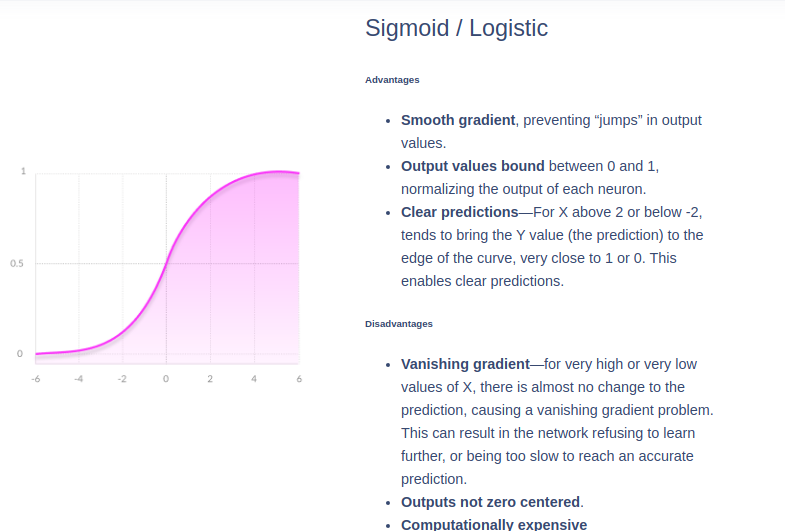 Sigmoid / Logistic
Advantages
• Smooth gradient, preventing “jumps” in output
values.
• Output values bound between 0 and 1,
normalizing the output of each neuron.
• Clear predictions—For X above 2 or below -2,
tends to bring the Y value (the prediction) to the
edge of the curve, very close to 1 or 0. This
enables clear predictions.
Disadvantages
• Vanishing gradient—for very high or very low
values of X, there is almost no change to the
prediction, causing a vanishing gradient problem.
This can result in the network refusing to learn
further, or being too slow to reach an accurate
prediction.
• Outputs not zero centered.
• Computationally expensive
1
0.5
0
-6 -4 -2 0 2 4 6